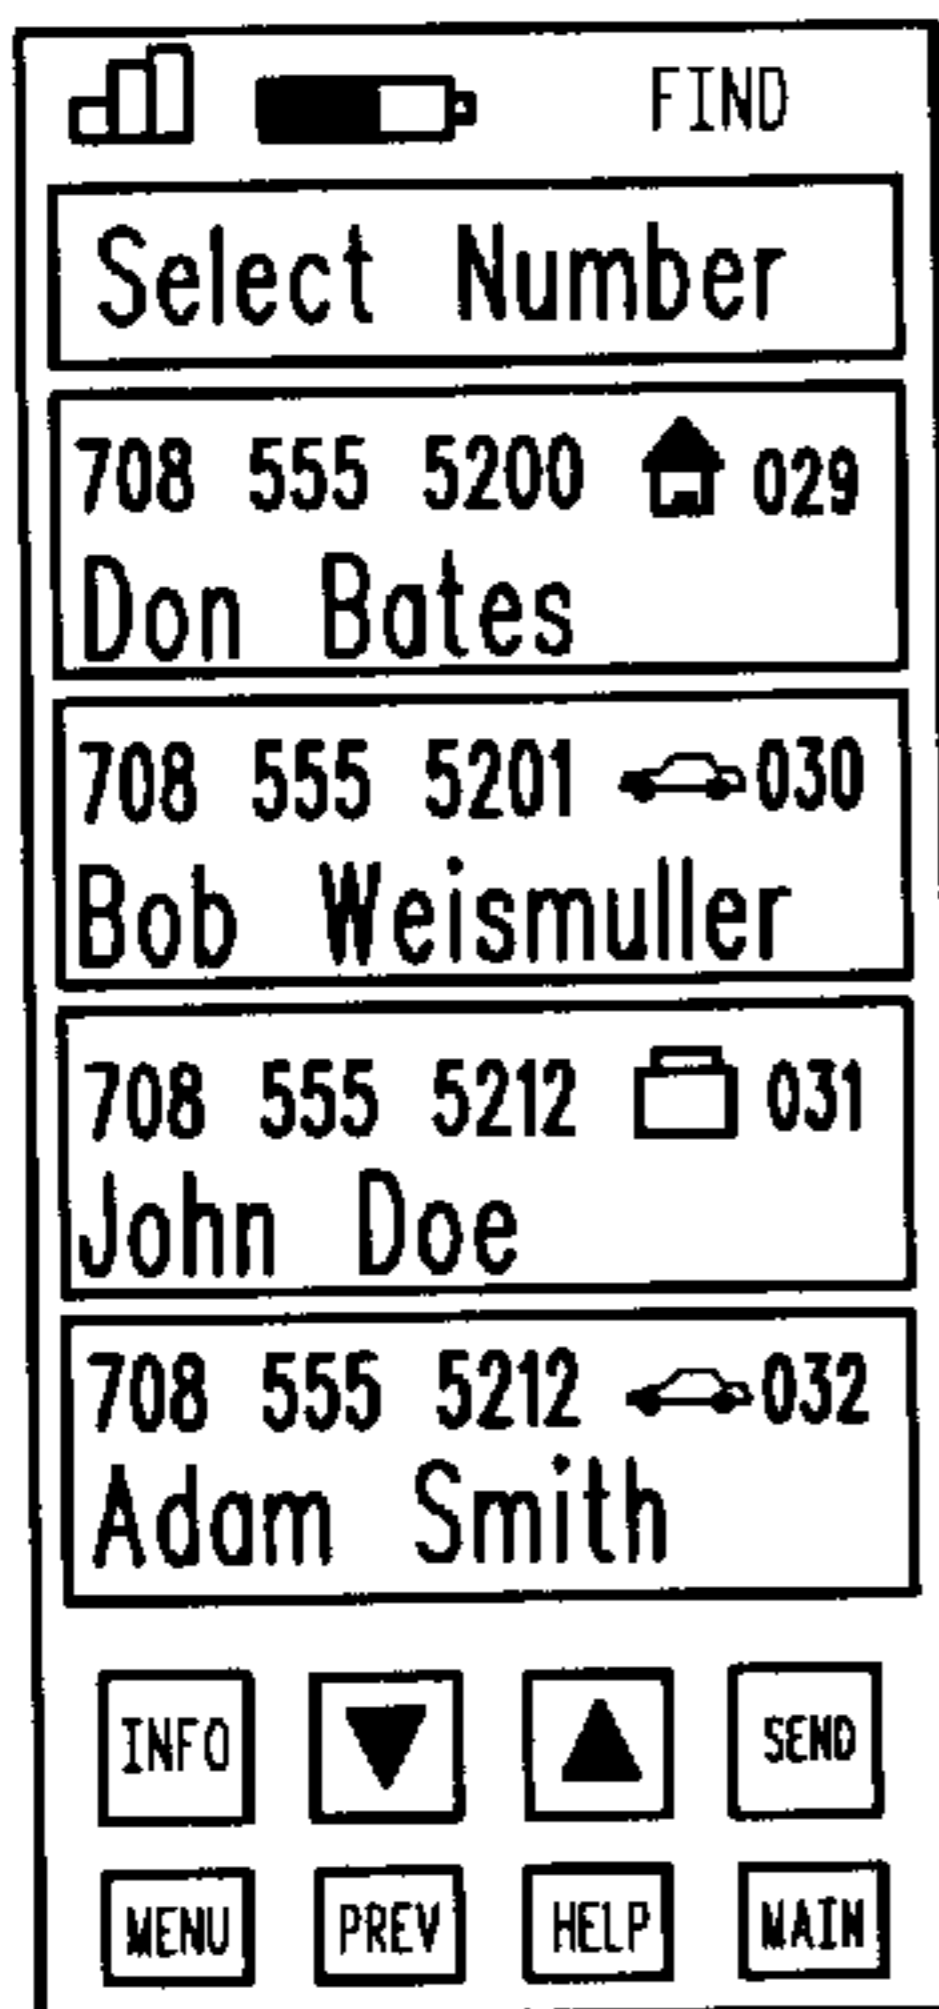 FIND
Select Number
708 555 5200 029
Don Bates
708 555 5201 030
Bob Weismuller
708 555 5212 031
John Doe
708 555 5212 032
Adam Smith
INFO SEND
MENU PREV HELP MAIN